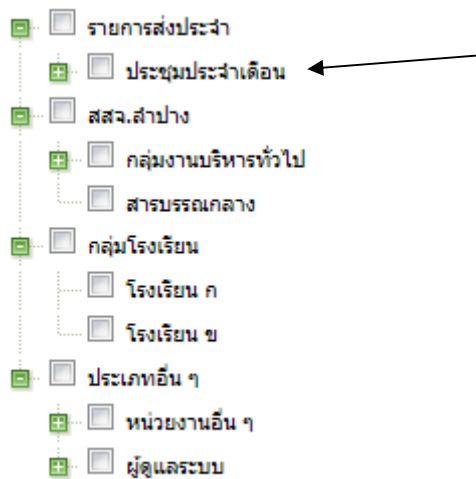 รายการส่งประจำ
ประชุมประจำเดือน
สสจ.ลำปาง
กลุ่มงานบริหารทั่วไป
สารบรรณกลาง
กลุ่มโรงเรียน
โรงเรียน ก
โรงเรียน ข
ประเภทอื่น ๆ
หน่วยงานอื่น ๆ
ผู้ดูแลระบบ